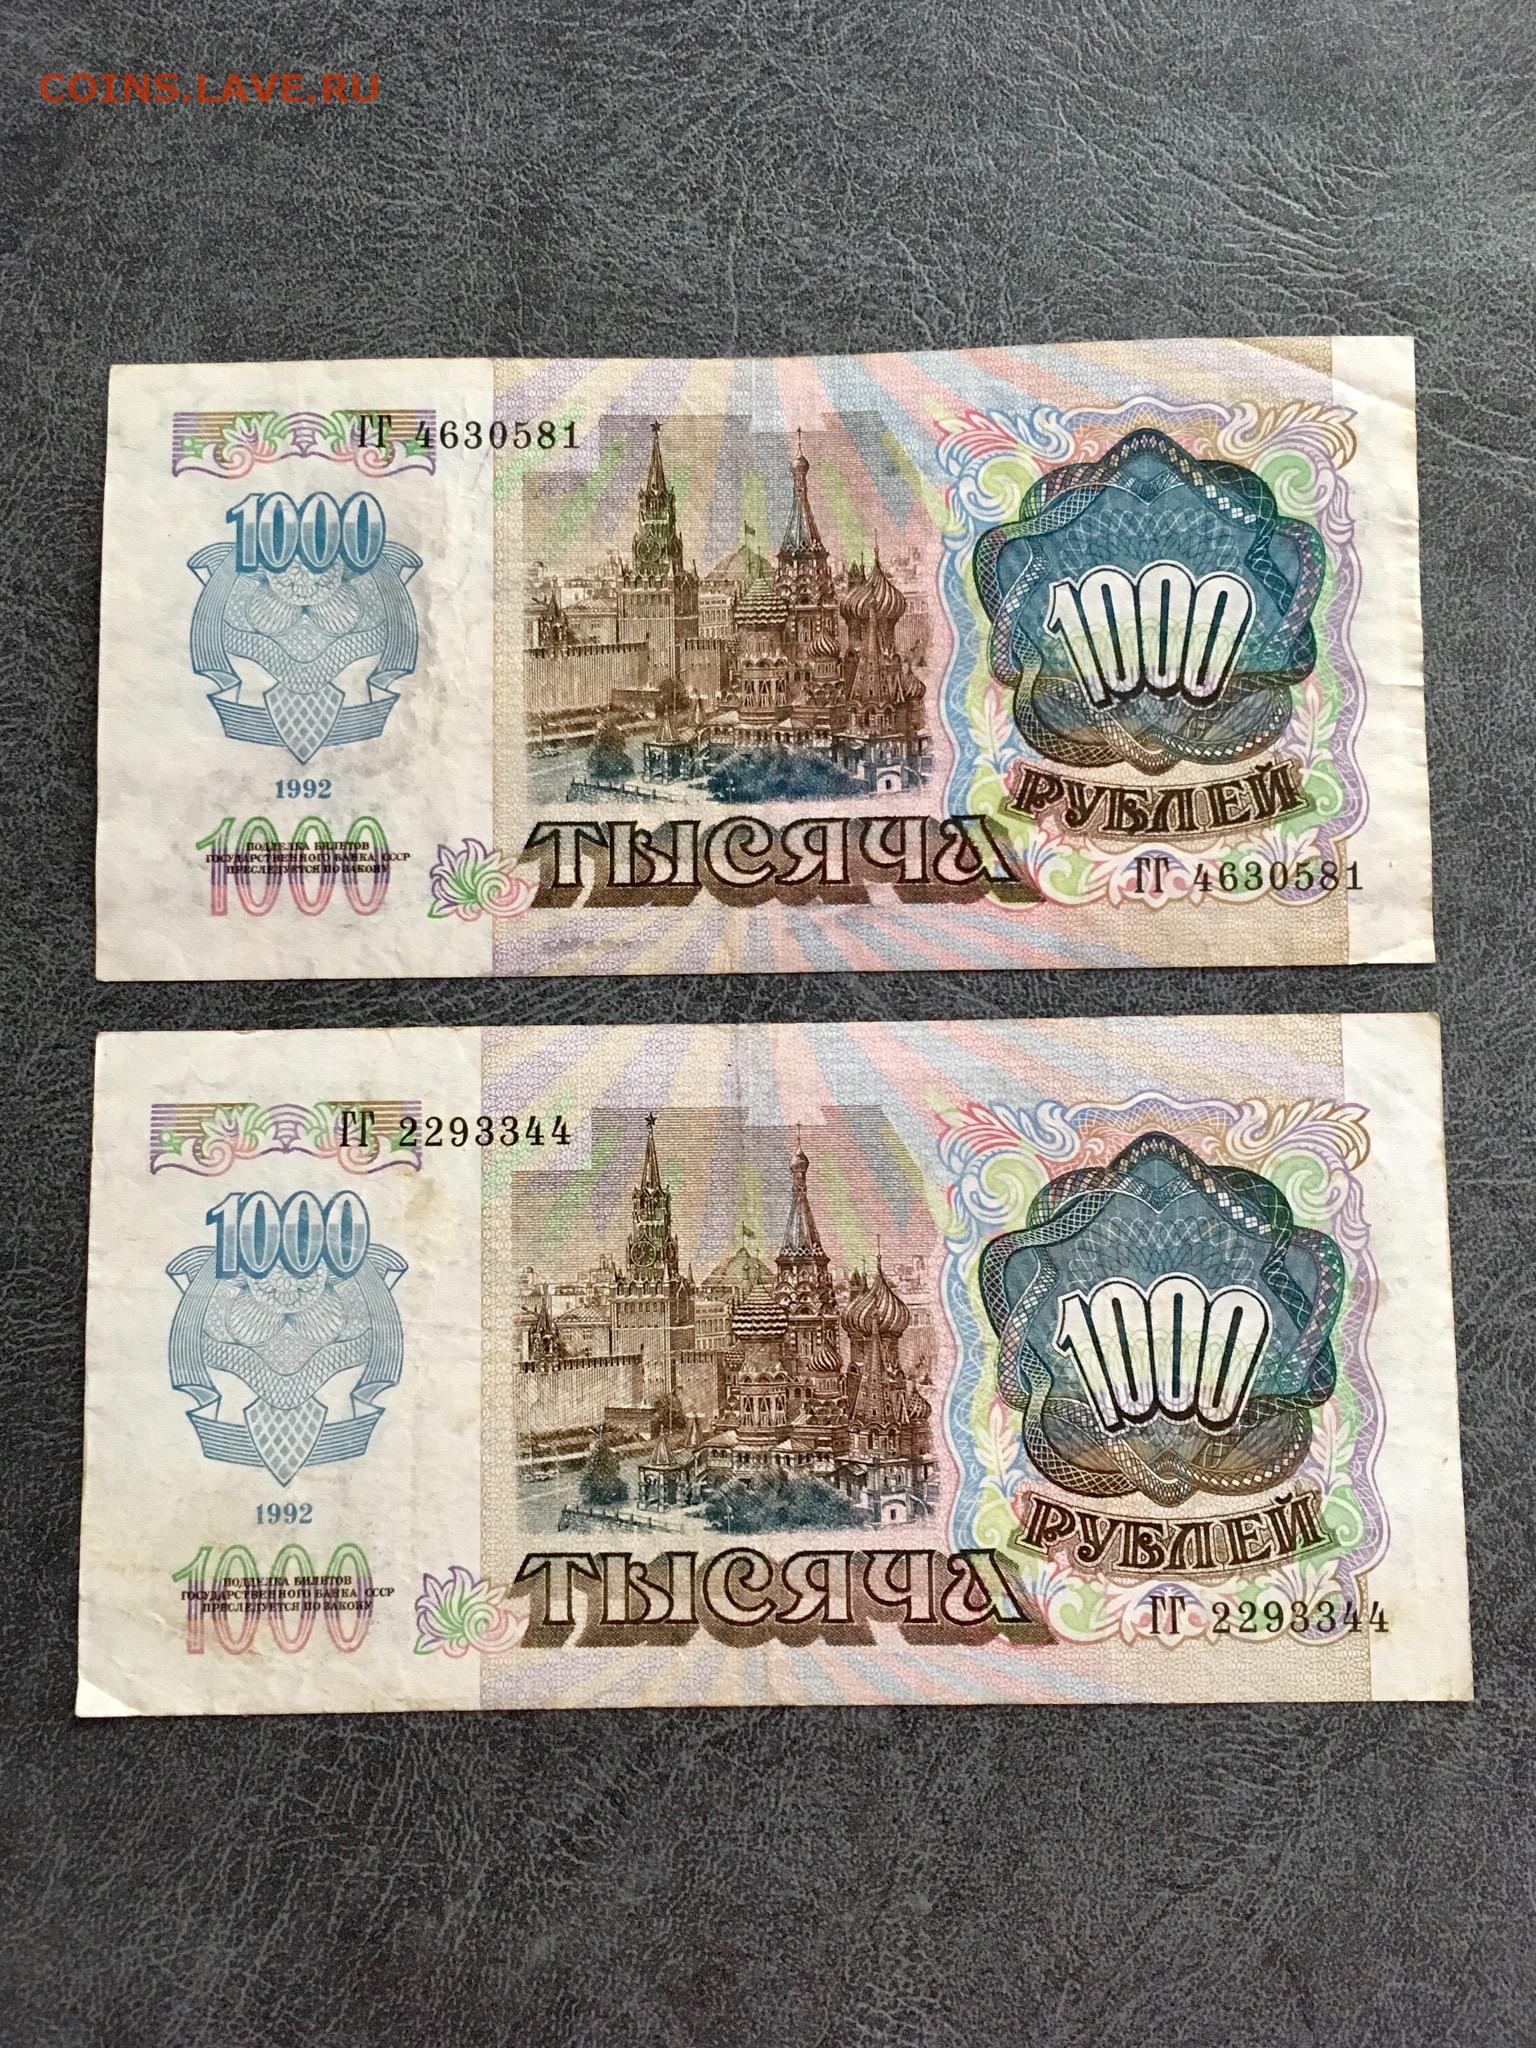 COINS.LAVE.RU
ГГ 4630581
1000
1992
1000
ПОДДЕЛКА БИЛЕТОВ
ГОСУДАРСТВЕННОГО БАНКА СССР
ПРЕСЛЕДУЕТСЯ ПО ЗАКОНУ
1000
ТЫСЯЧА
РУБЛЕЙ
ГГ 4630581
ГГ 2293344
1000
1992
1000
ПОДДЕЛКА БИЛЕТОВ
ГОСУДАРСТВЕННОГО БАНКА СССР
ПРЕСЛЕДУЕТСЯ ПО ЗАКОНУ
1000
ТЫСЯЧА
РУБЛЕЙ
ГГ 2293344